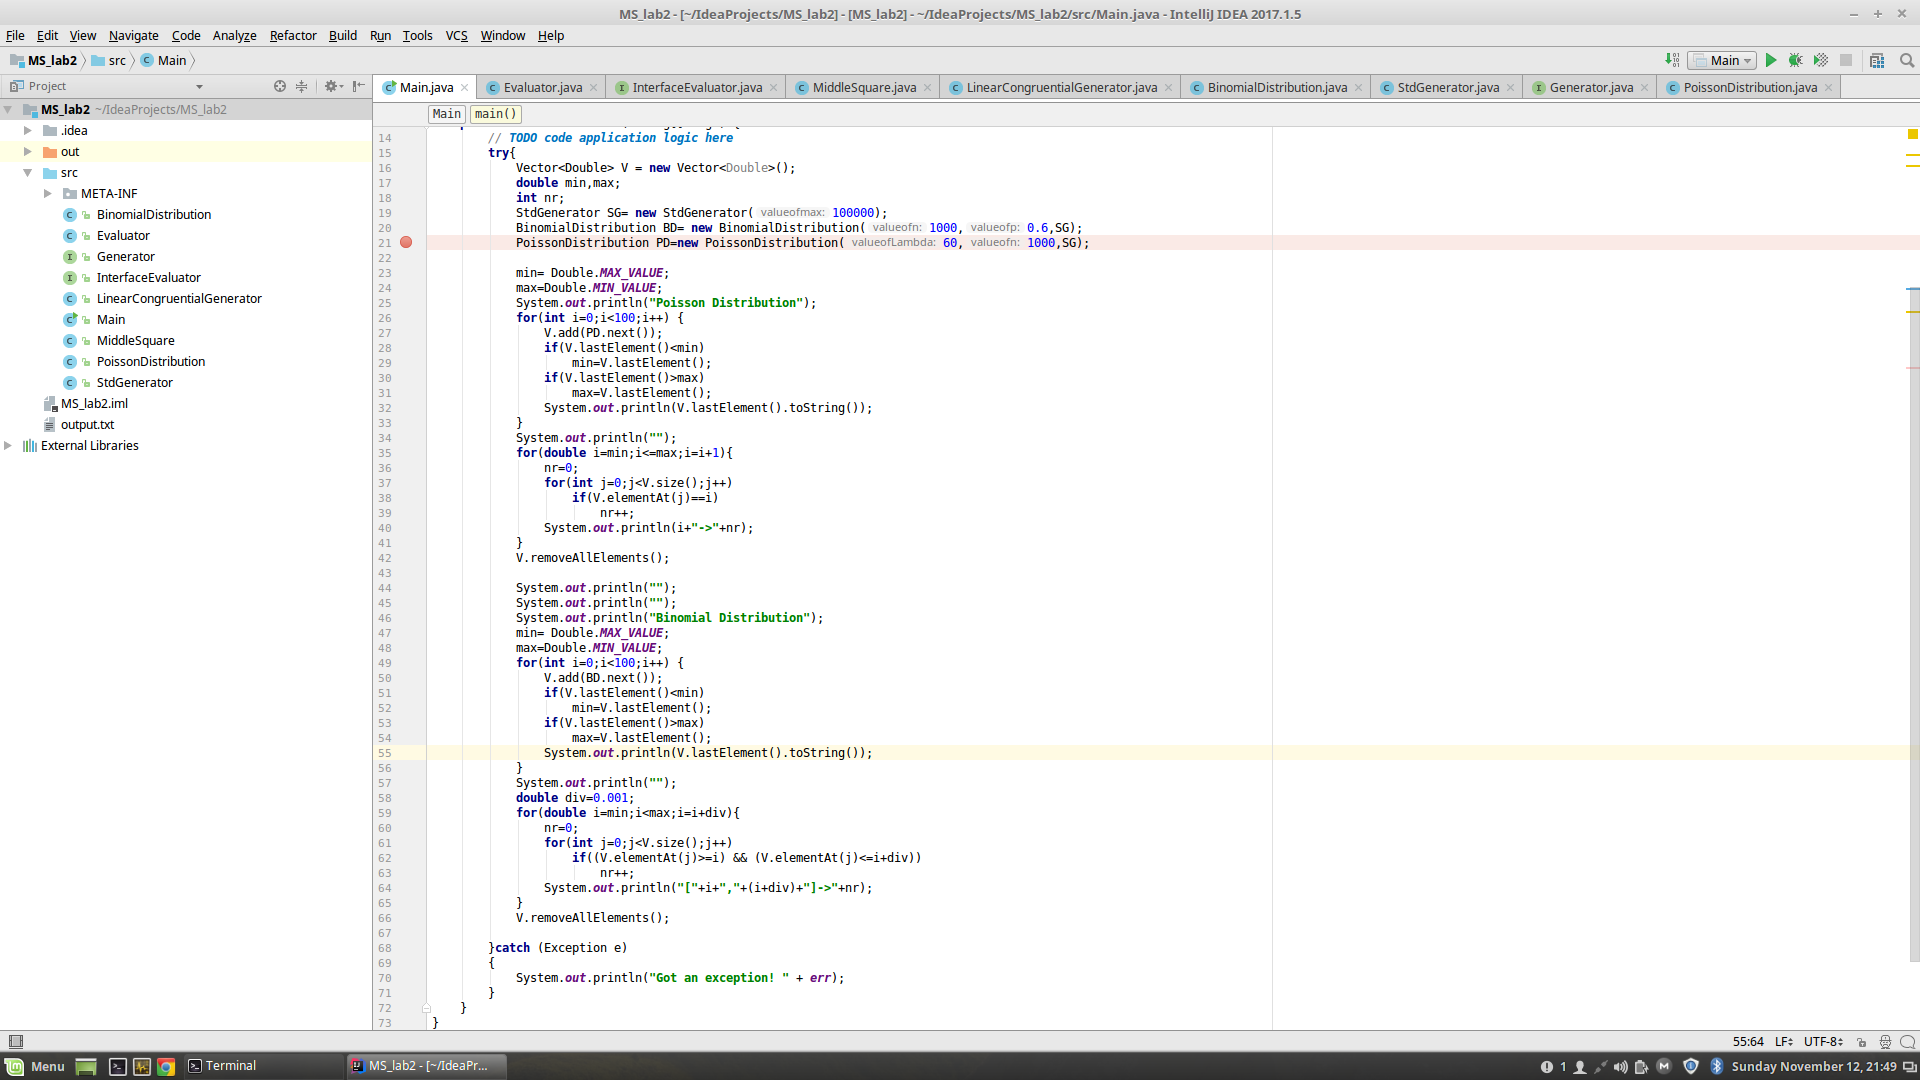 MS_lab2 - [~/IdeaProjects/MS_lab2] - [MS_lab2] - ~/IdeaProjects/MS_lab2/src/Main.java - IntelliJ IDEA 2017.1.5
File Edit View Navigate Code Analyze Refactor Build Run Tools VCS Window Help
MS_lab2 src Main Main
Project
Main.java Evaluator.java InterfaceEvaluator.java MiddleSquare.java LinearCongruentialGenerator.java BinomialDistribution.java StdGenerator.java Generator.java PoissonDistribution.java
Main main()
MS_lab2 ~/IdeaProjects/MS_lab2
.idea
out
src
META-INF
BinomialDistribution
Evaluator
Generator
InterfaceEvaluator
LinearCongruentialGenerator
Main
MiddleSquare
PoissonDistribution
StdGenerator
MS_lab2.iml
output.txt
External Libraries
14 // TODO code application logic here
15 try{
16 Vector<Double> V = new Vector<Double>();
17 double min,max;
18 int nr;
19 StdGenerator SG= new StdGenerator( valueofmax: 100000);
20 BinomialDistribution BD= new BinomialDistribution( valueofn: 1000, valueofp: 0.6,SG);
21 PoissonDistribution PD=new PoissonDistribution( valueofLambda: 60, valueofn: 1000,SG);
22
23 min= Double.MAX_VALUE;
24 max=Double.MIN_VALUE;
25 System.out.println("Poisson Distribution");
26 for(int i=0;i<100;i++) {
27 V.add(PD.next());
28 if(V.lastElement()<min)
29 min=V.lastElement();
30 if(V.lastElement()>max)
31 max=V.lastElement();
32 System.out.println(V.lastElement().toString());
33 }
34 System.out.println("");
35 for(double i=min;i<=max;i=i+1){
36 nr=0;
37 for(int j=0;j<V.size();j++)
38 if(V.elementAt(j)==i)
39 nr++;
40 System.out.println(i+"->"+nr);
41 }
42 V.removeAllElements();
43
44 System.out.println("");
45 System.out.println("");
46 System.out.println("Binomial Distribution");
47 min= Double.MAX_VALUE;
48 max=Double.MIN_VALUE;
49 for(int i=0;i<100;i++) {
50 V.add(BD.next());
51 if(V.lastElement()<min)
52 min=V.lastElement();
53 if(V.lastElement()>max)
54 max=V.lastElement();
55 System.out.println(V.lastElement().toString());
56 }
57 System.out.println("");
58 double div=0.001;
59 for(double i=min;i<max;i=i+div){
60 nr=0;
61 for(int j=0;j<V.size();j++)
62 if((V.elementAt(j)>=i) && (V.elementAt(j)<=i+div))
63 nr++;
64 System.out.println("["+i+","+(i+div)+"]->"+nr);
65 }
66 V.removeAllElements();
67
68 }catch (Exception e)
69 {
70 System.out.println("Got an exception! " + err);
71 }
72 }
73 }
55:64 LF UTF-8
Menu Terminal MS_lab2 - [~/IdeaPr... 1 Sunday November 12, 21:49